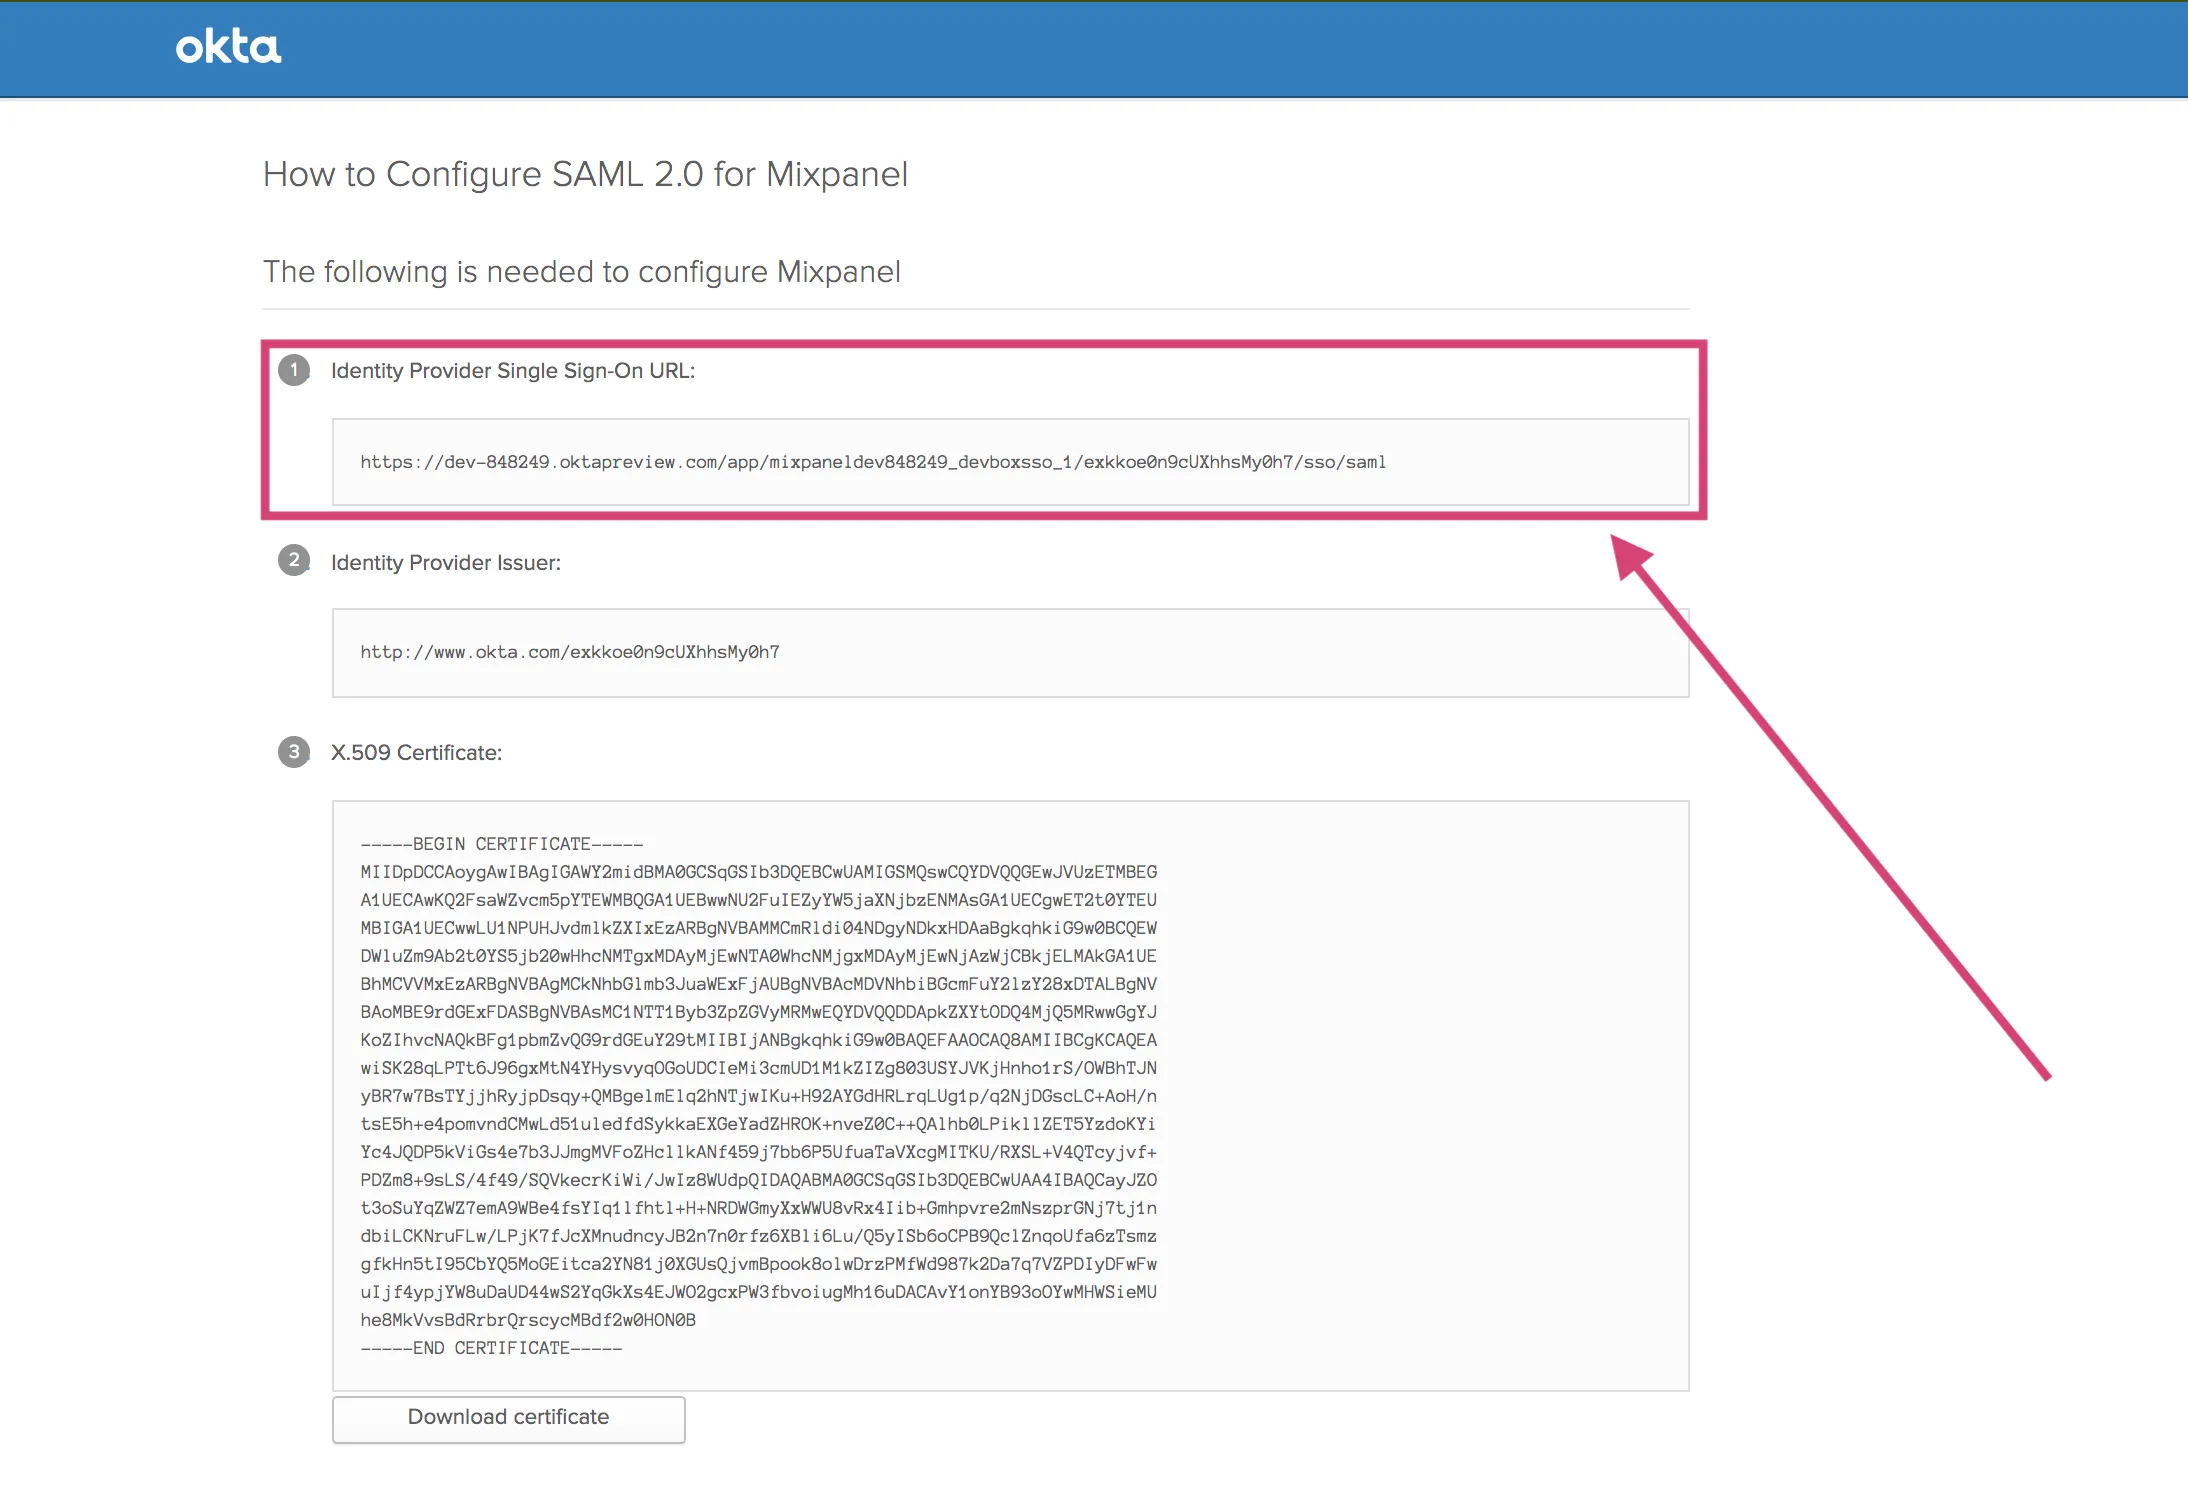 okta
How to Configure SAML 2.0 for Mixpanel
The following is needed to configure Mixpanel
1 Identity Provider Single Sign-On URL:
https://dev-848249.oktapreview.com/app/mixpaneldev848249_devboxsso_1/exkkoe0n9cUXhhsMy0h7/sso/saml
2 Identity Provider Issuer:
http://www.okta.com/exkkoe0n9cUXhhsMy0h7
3 X.509 Certificate:
-----BEGIN CERTIFICATE-----
MIIDpDCCAoygAwIBAgIGAWY2midBMA0GCSqGSIb3DQEBCwUAMIGSMQswCQYDVQQGEwJVUzETMBEG
A1UECAwKQ2FsaWZvcm5pYTEWMBQGA1UEBwwNU2FuIEZyYW5jaXNjbzENMAsGA1UECgwET2t0YTEU
MBIGA1UECwwLU1NPUHJvdmlkZXIxEzARBgNVBAMMCmRldi04NDgyNDkxHDAaBgkqhkiG9w0BCQEW
DWluZm9Ab2t0YS5jb20wHhcNMTgxMDAyMjEwNTA0WhcNMjgxMDAyMjEwNjAzWjCBkjELMAkGA1UE
BhMCVVMxEzARBgNVBAgMCkNhbGlmb3JuaWExFjAUBgNVBAcMDVNhbiBGcmFuY2lzY28xDTALBgNV
BAoMBE9rdGExFDASBgNVBAsMC1NTT1Byb3ZpZGVyMRMwEQYDVQQDDApkZXYtODQ4MjQ5MRwwGgYJ
KoZIhvcNAQkBFg1pbmZvQG9rdGEuY29tMIIBIjANBgkqhkiG9w0BAQEFAAOCAQ8AMIIBCgKCAQEA
wiSK28qLPTt6J96gxMtN4YHysvyqOGoUDCIeMi3cmUD1M1kZIZg803USYJVKjHnho1rS/OWBhTJN
yBR7w7BsTYjjhRyjpDsqy+QMBgelmElq2hNTjwIKu+H92AYGdHRLrqLUg1p/q2NjDGscLC+AoH/n
tsE5h+e4pomvndCMwLd51uledfdSykkaEXGeYadZHROK+nveZ0C++QAlhb0LPikllZET5YzdoKYi
Yc4JQDP5kViGs4e7b3JJmgMVFoZHcllkANf459j7bb6P5UfuaTaVXcgMITKU/RXSL+V4QTcyjvf+
PDZm8+9sLS/4f49/SQVkecrKiWi/JwIz8WUdpQIDAQABMA0GCSqGSIb3DQEBCwUAA4IBAQCayJZO
t3oSuYqZWZ7emA9WBe4fsYIq1lfhtl+H+NRDWGmyXxWWU8vRx4Iib+Gmhpvre2mNszprGNj7tj1n
dbiLCKNruFLw/LPjK7fJcXMnudncyJB2n7n0rfz6XBli6Lu/Q5yISb6oCPB9QclZnqoUfa6zTsmz
gfkHn5tI95CbYQ5MoGEitca2YN81j0XGUsQjvmBpook8olwDrzPMfWd987k2Da7q7VZPDIyDFwFw
uIjf4ypjYW8uDaUD44wS2YqGkXs4EJWO2gcxPW3fbvoiugMh16uDACAvY1onYB93oOYwMHWSieMU
he8MkVvsBdRrbrQrscycMBdf2w0HON0B
-----END CERTIFICATE-----
Download certificate